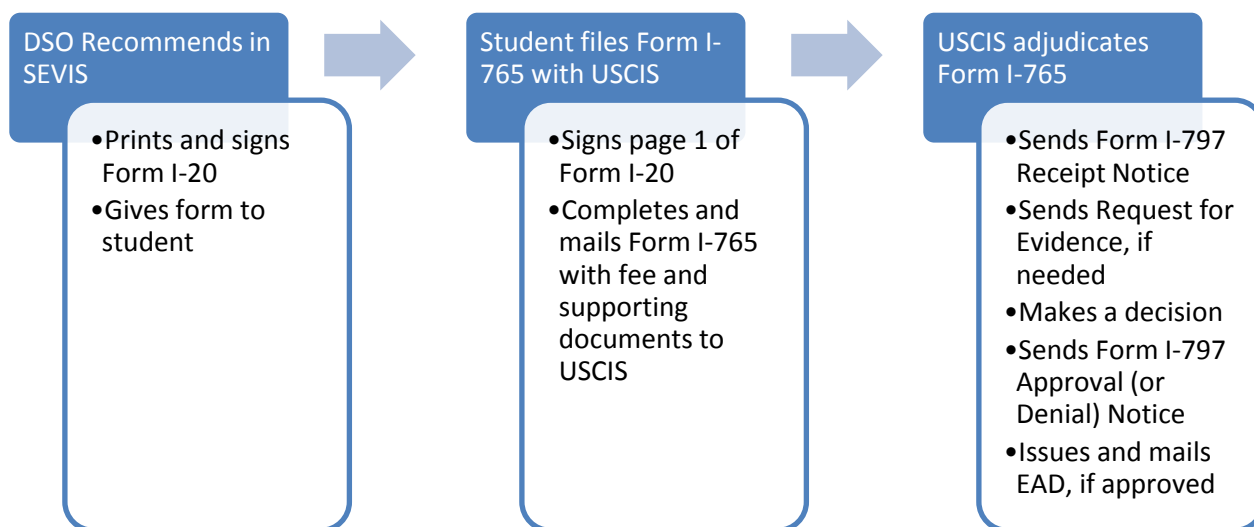 DSO Recommends in
SEVIS
•Prints and signs
Form I-20
•Gives form to
student
Student files Form I-
765 with USCIS
•Signs page 1 of
Form I-20
•Completes and
mails Form I-765
with fee and
supporting
documents to
USCIS
USCIS adjudicates
Form I-765
•Sends Form I-797
Receipt Notice
•Sends Request for
Evidence, if
needed
•Makes a decision
•Sends Form I-797
Approval (or
Denial) Notice
•Issues and mails
EAD, if approved